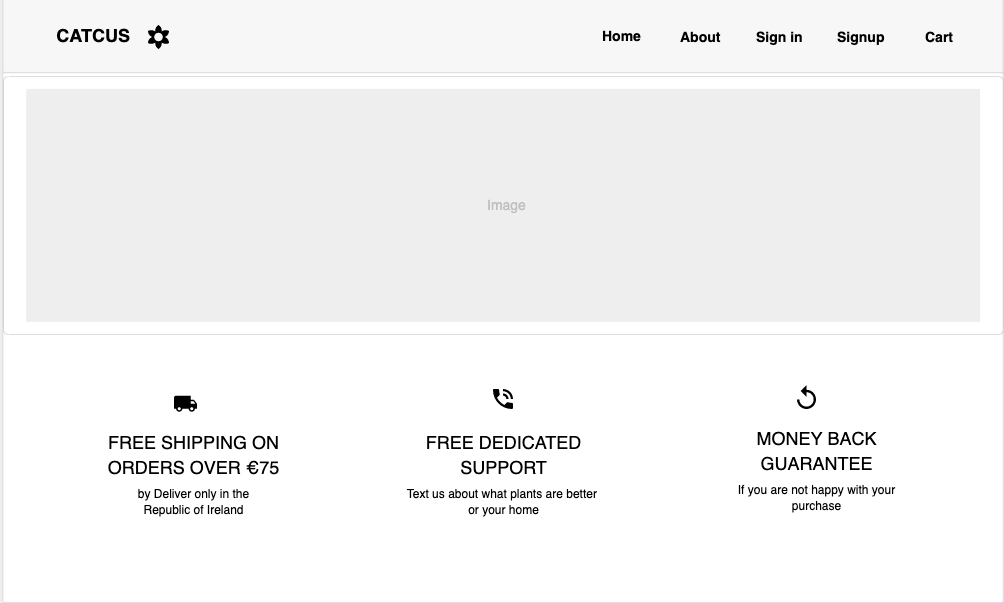 CATCUS
Home About Sign in Signup Cart
Image
FREE SHIPPING ON
ORDERS OVER €75
by Deliver only in the
Republic of Ireland
FREE DEDICATED
SUPPORT
Text us about what plants are better
or your home
MONEY BACK
GUARANTEE
If you are not happy with your
purchase